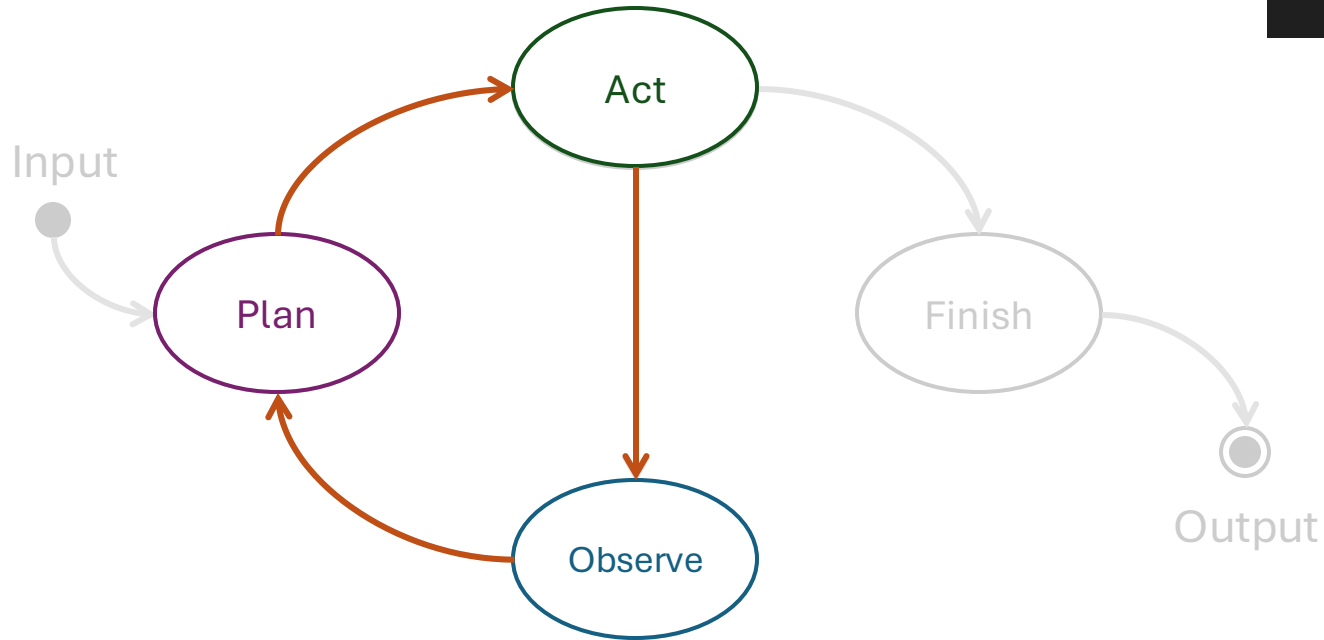 Act
Input
Plan
Finish
Observe
Output